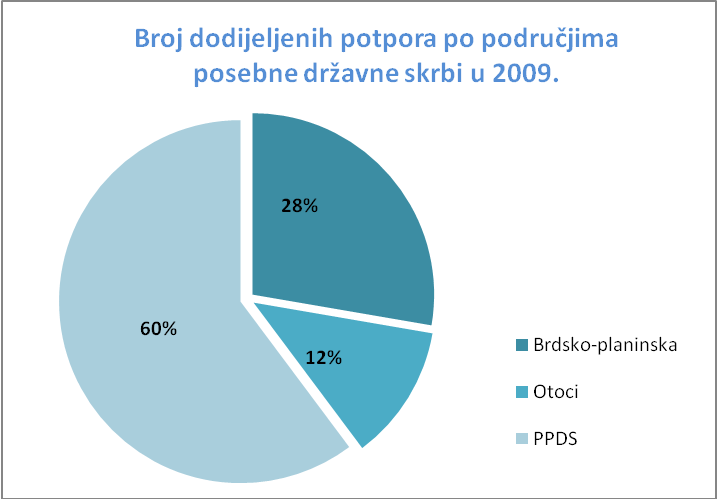 Broj dodijeljenih potpora po područjima
posebne državne skrbi u 2009.
28%
60%
12%
Brdsko-planinska
Otoci
PPDS